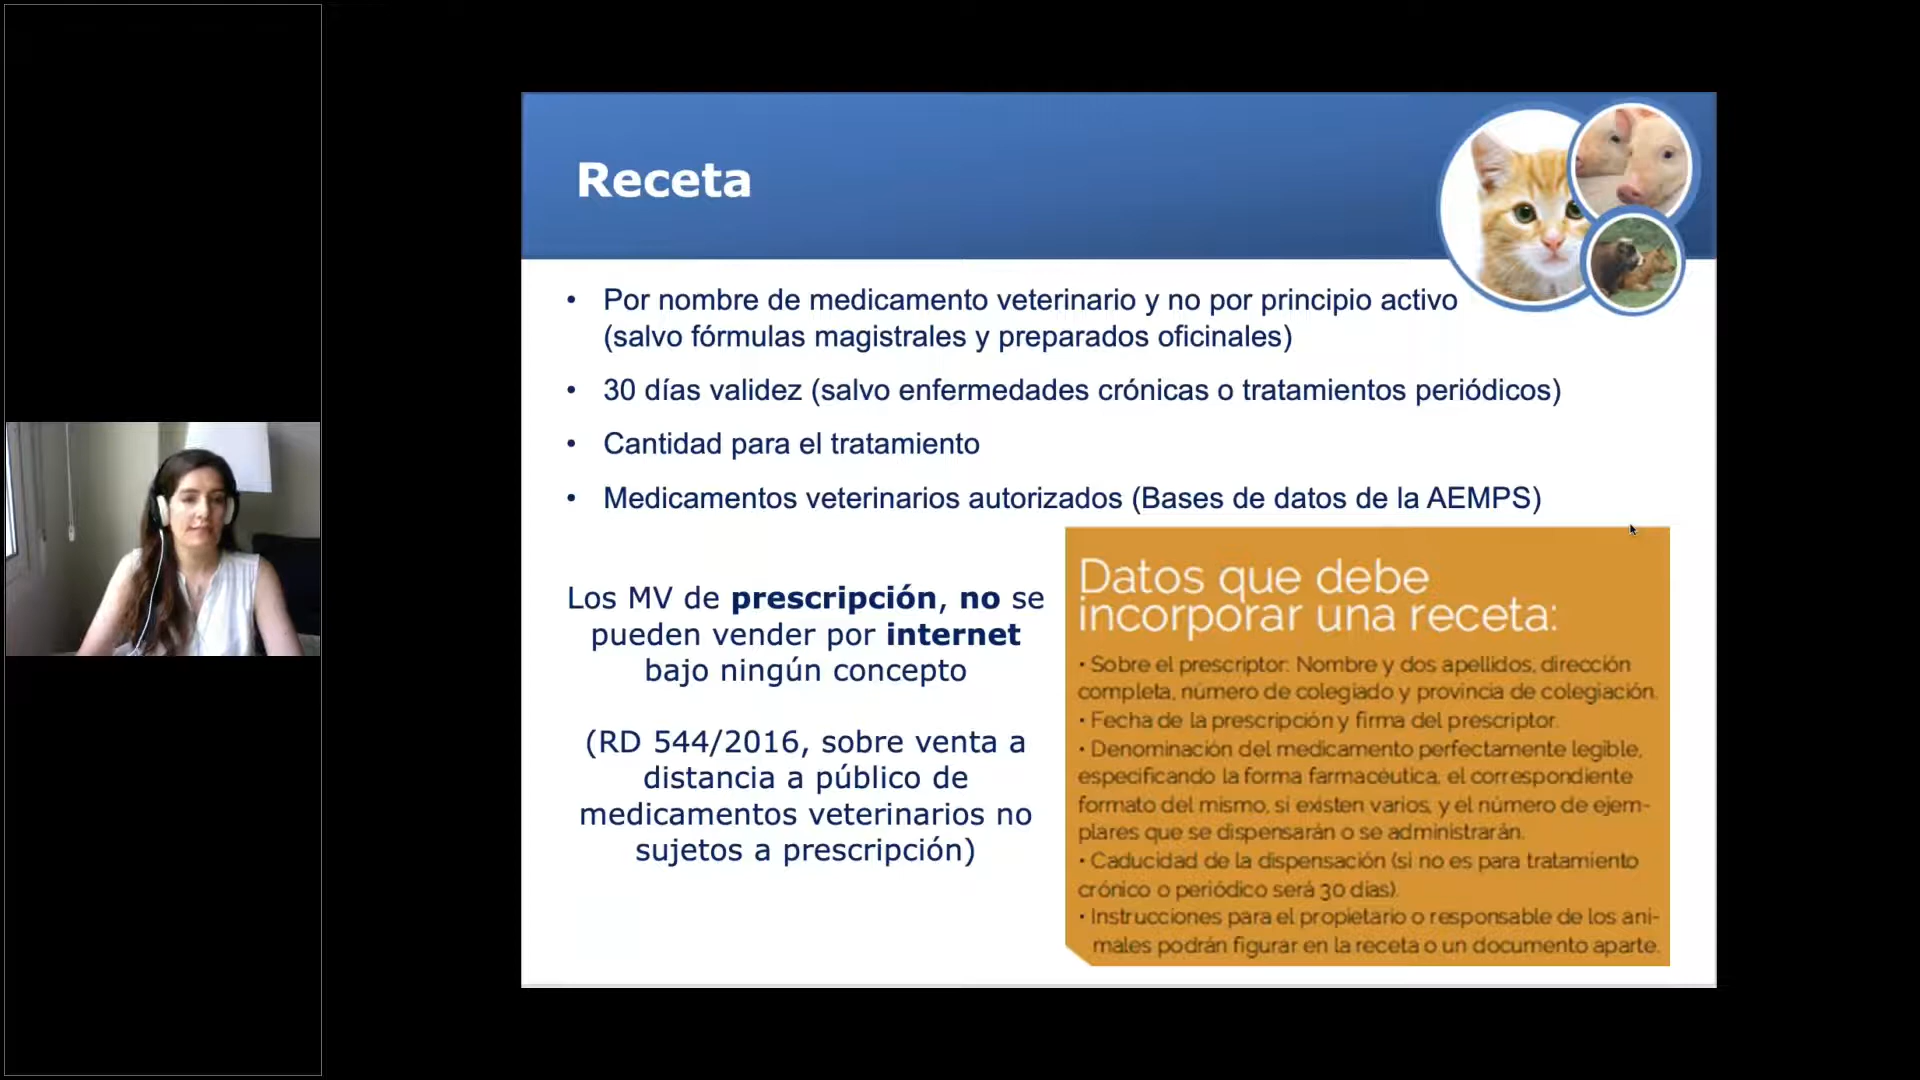 Receta
• Por nombre de medicamento veterinario y no por principio activo
(salvo fórmulas magistrales y preparados oficinales)
• 30 días validez (salvo enfermedades crónicas o tratamientos periódicos)
• Cantidad para el tratamiento
• Medicamentos veterinarios autorizados (Bases de datos de la AEMPS)
Los MV de prescripción, no se
pueden vender por internet
bajo ningún concepto
(RD 544/2016, sobre venta a
distancia a público de
medicamentos veterinarios no
sujetos a prescripción)
Datos que debe
incorporar una receta:
• Sobre el prescriptor: Nombre y dos apellidos, dirección
completa, número de colegiado y provincia de colegiación.
• Fecha de la prescripción y firma del prescriptor.
• Denominación del medicamento perfectamente legible,
especificando la forma farmacéutica, el correspondiente
formato del mismo, si existen varios, y el número de ejem-
plares que se dispensarán o se administrarán.
• Caducidad de la dispensación (si no es para tratamiento
crónico o periódico será 30 días).
• Instrucciones para el propietario o responsable de los ani-
males podrán figurar en la receta o un documento aparte.